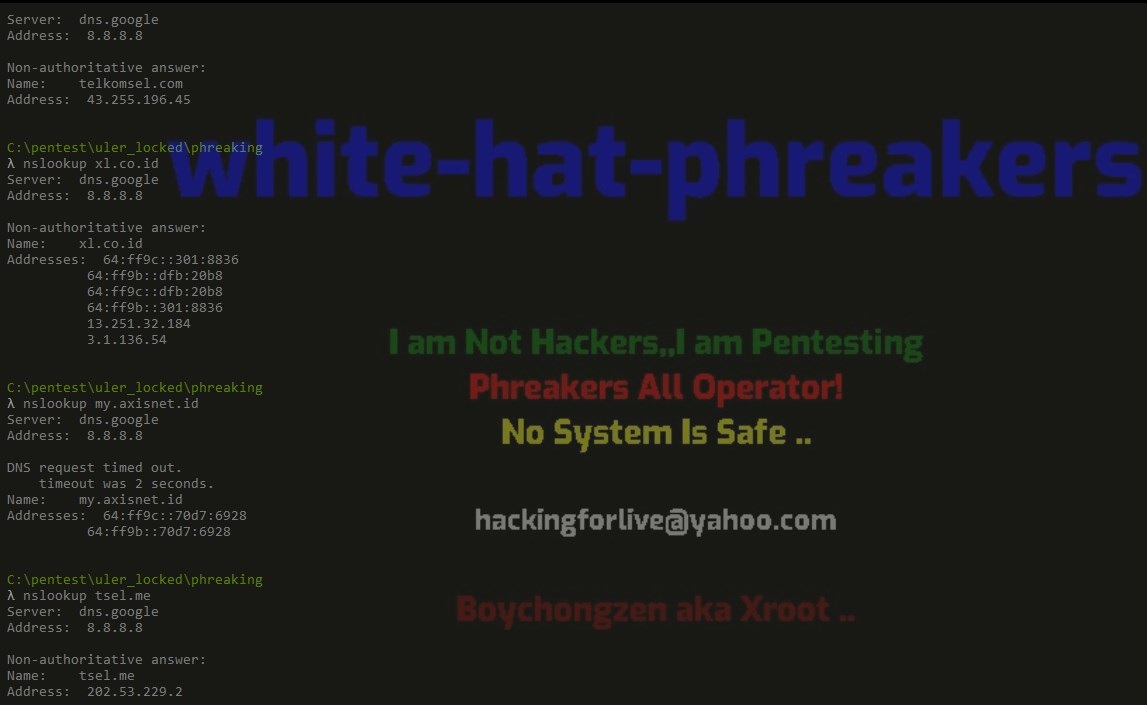 Server:  dns.google
Address:  8.8.8.8
Non-authoritative answer:
Name:    telkomsel.com
Address:  43.255.196.45
C:\pentest\uler_locked\phreaking
λ nslookup xl.co.id
Server:  dns.google
Address:  8.8.8.8
Non-authoritative answer:
Name:    xl.co.id
Addresses:  64:ff9c::301:8836
64:ff9b::dfb:20b8
64:ff9c::dfb:20b8
64:ff9b::301:8836
13.251.32.184
3.1.136.54
C:\pentest\uler_locked\phreaking
λ nslookup my.axisnet.id
Server:  dns.google
Address:  8.8.8.8
DNS request timed out.
timeout was 2 seconds.
Name:    my.axisnet.id
Addresses:  64:ff9c::70d7:6928
64:ff9b::70d7:6928
C:\pentest\uler_locked\phreaking
λ nslookup tsel.me
Server:  dns.google
Address:  8.8.8.8
Non-authoritative answer:
Name:    tsel.me
Address:  202.53.229.2
white-hat-phreakers
I am Not Hackers,,I am Pentesting
Phreakers All Operator!
No System Is Safe ..
hackingforlive@yahoo.com
Boychongzen aka Xroot ..